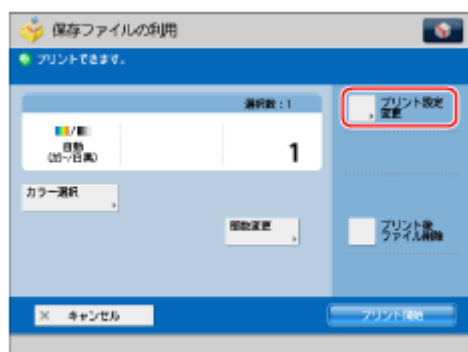 保存ファイルの利用
プリントできます。
選択数：1
自動
(カラー/白黒)
1
カラー選択
部数変更
プリント設定
変更
プリント後
ファイル削除
× キャンセル
プリント開始